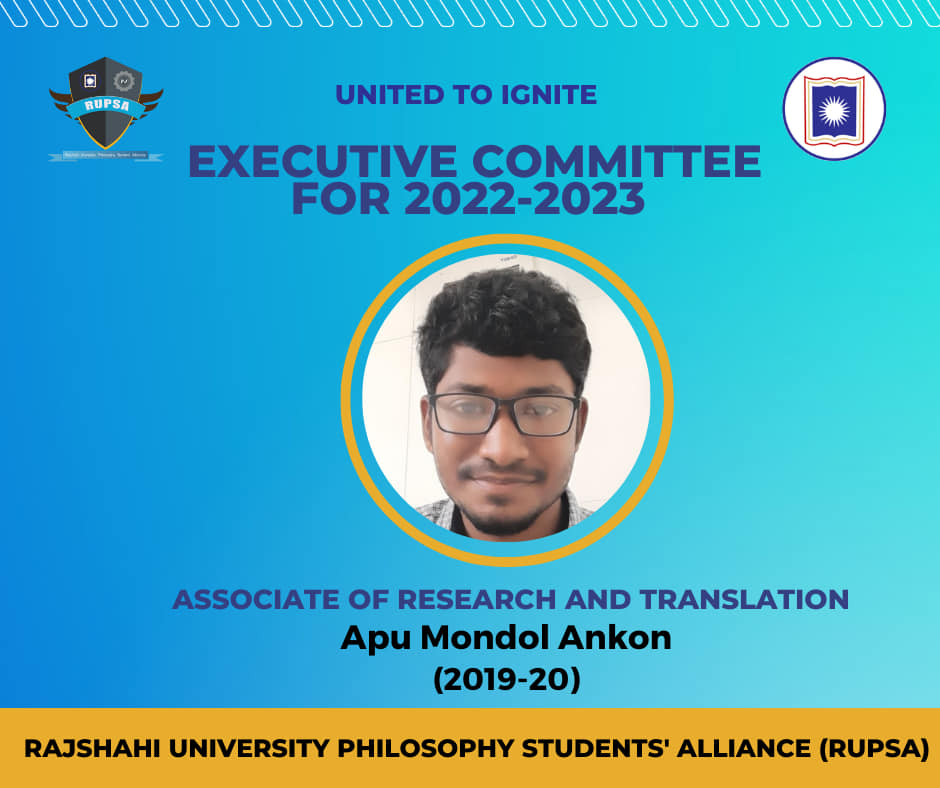 RUPSA
UNITED TO IGNITE
EXECUTIVE COMMITTEE
FOR 2022-2023
ASSOCIATE OF RESEARCH AND TRANSLATION
Apu Mondol Ankon
(2019-20)
RAJSHAHI UNIVERSITY PHILOSOPHY STUDENTS' ALLIANCE (RUPSA)